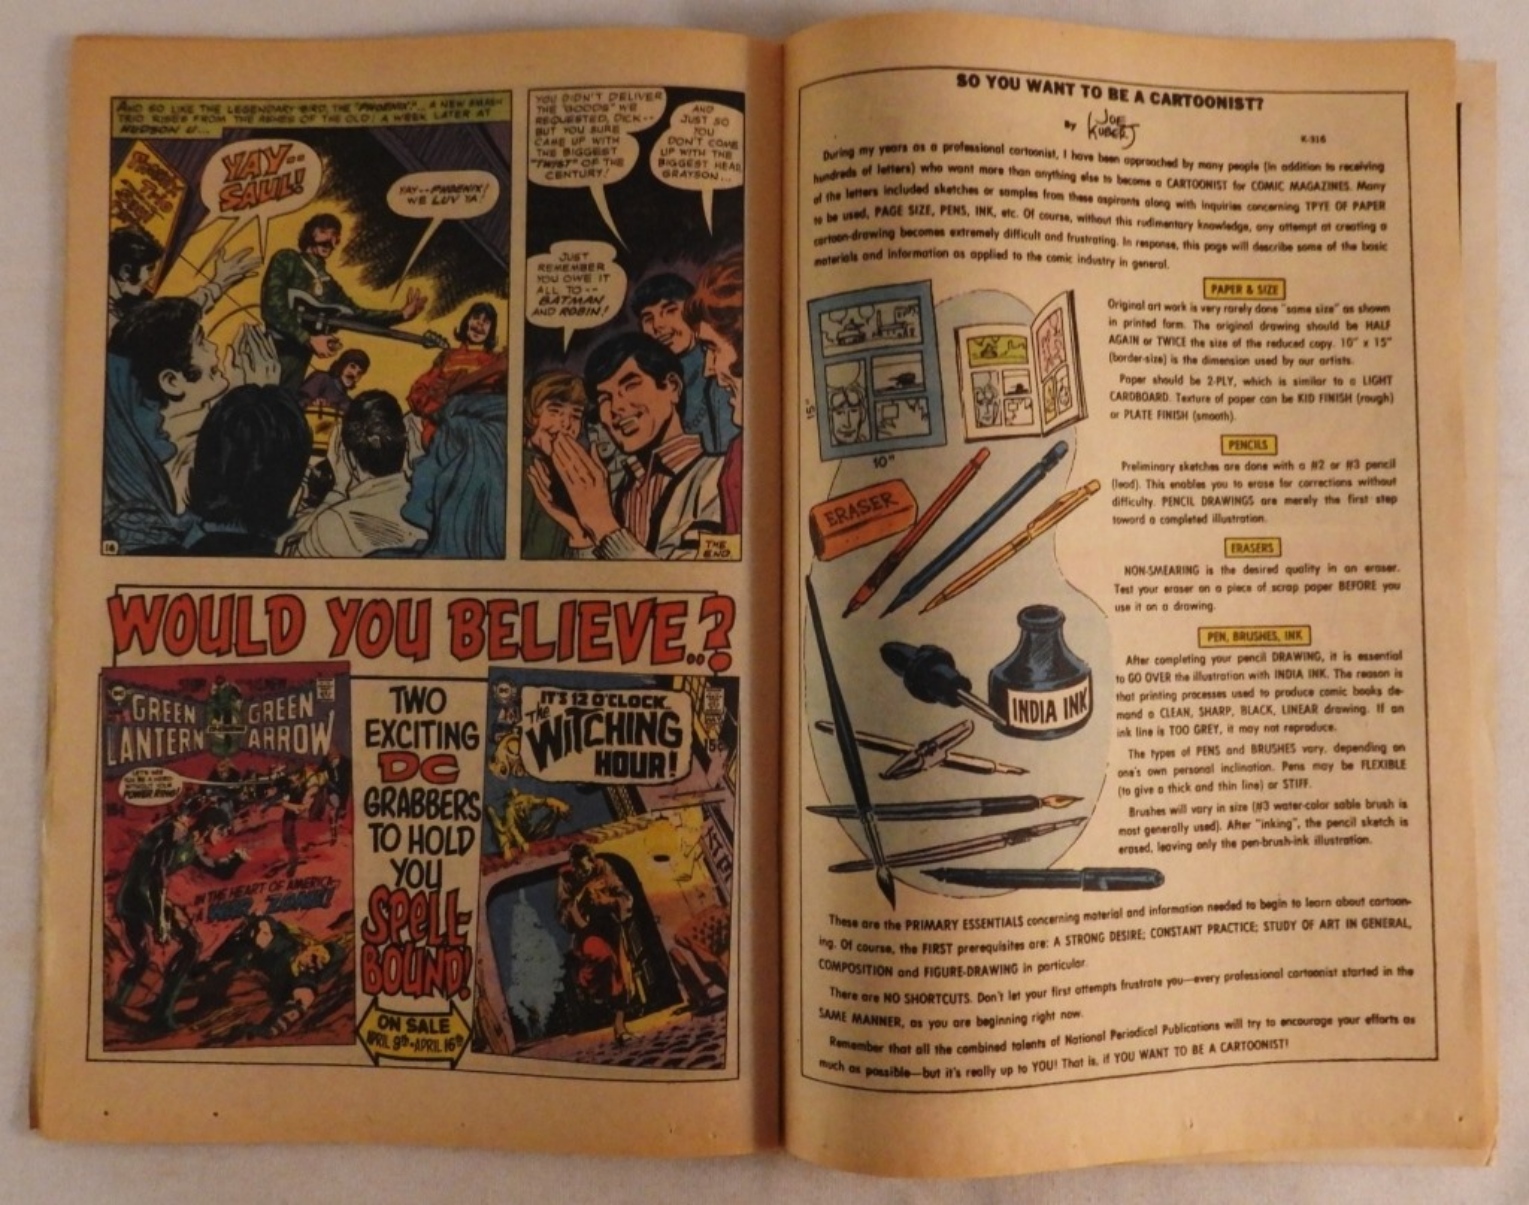 AND SO LIKE THE LEGENDARY BIRD, THE "PHOENIX"... A NEW SMASH
TRIO RISES FROM THE ASHES OF THE OLD! A WEEK LATER AT
HUDSON U...
YAY--
SAUL!
YAY--PHOENIX!
WE LUV YA!
16
YOU DIDN'T DELIVER
THE "GOODS" WE
REQUESTED, DICK--
BUT YOU SURE
CAME UP WITH
THE BIGGEST
"TWIST" OF THE
CENTURY!
AND
JUST SO
YOU
DON'T COME
UP WITH THE
BIGGEST HEAD,
GRAYSON...
JUST
REMEMBER
YOU OWE IT
ALL TO--
BATMAN
AND ROBIN!
THE
END.
WOULD YOU BELIEVE..?
GREEN LANTERN
GREEN ARROW
LET'S SEE
YOU BE A HERO
WITHOUT YOUR
POWER RING!
IN THE HEART OF AMERICA--
A WAR ZONE!
TWO
EXCITING
DC
GRABBERS
TO HOLD
YOU
SPELL-
BOUND!
ON SALE
APRIL 9th • APRIL 16th
IT'S 12 O'CLOCK...
The WITCHING
HOUR!
15¢
SO YOU WANT TO BE A CARTOONIST?
By JOE KUBERT
K-316
During my years as a professional cartoonist, I have been approached by many people (in addition to receiving
hundreds of letters) who want more than anything else to become a CARTOONIST for COMIC MAGAZINES. Many
of the letters included sketches or samples from these aspirants along with inquiries concerning TPYE OF PAPER
to be used, PAGE SIZE, PENS, INK, etc. Of course, without this rudimentary knowledge, any attempt at creating a
cartoon-drawing becomes extremely difficult and frustrating. In response, this page will describe some of the basic
materials and information as applied to the comic industry in general.
15"
10"
ERASER
INDIA INK
PAPER & SIZE
Original art work is very rarely done "same size" as shown
in printed form. The original drawing should be HALF
AGAIN or TWICE the size of the reduced copy. 10" x 15"
(border-size) is the dimension used by our artists.
Paper should be 2-PLY, which is similar to a LIGHT
CARDBOARD. Texture of paper can be KID FINISH (rough)
or PLATE FINISH (smooth).
PENCILS
Preliminary sketches are done with a #2 or #3 pencil
(lead). This enables you to erase for corrections without
difficulty. PENCIL DRAWINGS are merely the first step
toward a completed illustration.
ERASERS
NON-SMEARING is the desired quality in an eraser.
Test your eraser on a piece of scrap paper BEFORE you
use it on a drawing.
PEN, BRUSHES, INK
After completing your pencil DRAWING, it is essential
to GO OVER the illustration with INDIA INK. The reason is
that printing processes used to produce comic books de-
mand a CLEAN, SHARP, BLACK, LINEAR drawing. If an
ink line is TOO GREY, it may not reproduce.
The types of PENS and BRUSHES vary, depending on
one's own personal inclination. Pens may be FLEXIBLE
(to give a thick and thin line) or STIFF.
Brushes will vary in size (#3 water-color sable brush is
most generally used). After "inking", the pencil sketch is
erased, leaving only the pen-brush-ink illustration.
These are the PRIMARY ESSENTIALS concerning material and information needed to begin to learn about cartoon-
ing. Of course, the FIRST prerequisites are: A STRONG DESIRE; CONSTANT PRACTICE; STUDY OF ART IN GENERAL,
COMPOSITION and FIGURE-DRAWING in particular.
There are NO SHORTCUTS. Don't let your first attempts frustrate you—every professional cartoonist started in the
SAME MANNER, as you are beginning right now.
Remember that all the combined talents of National Periodical Publications will try to encourage your efforts as
much as possible—but it's really up to YOU! That is, if YOU WANT TO BE A CARTOONIST!